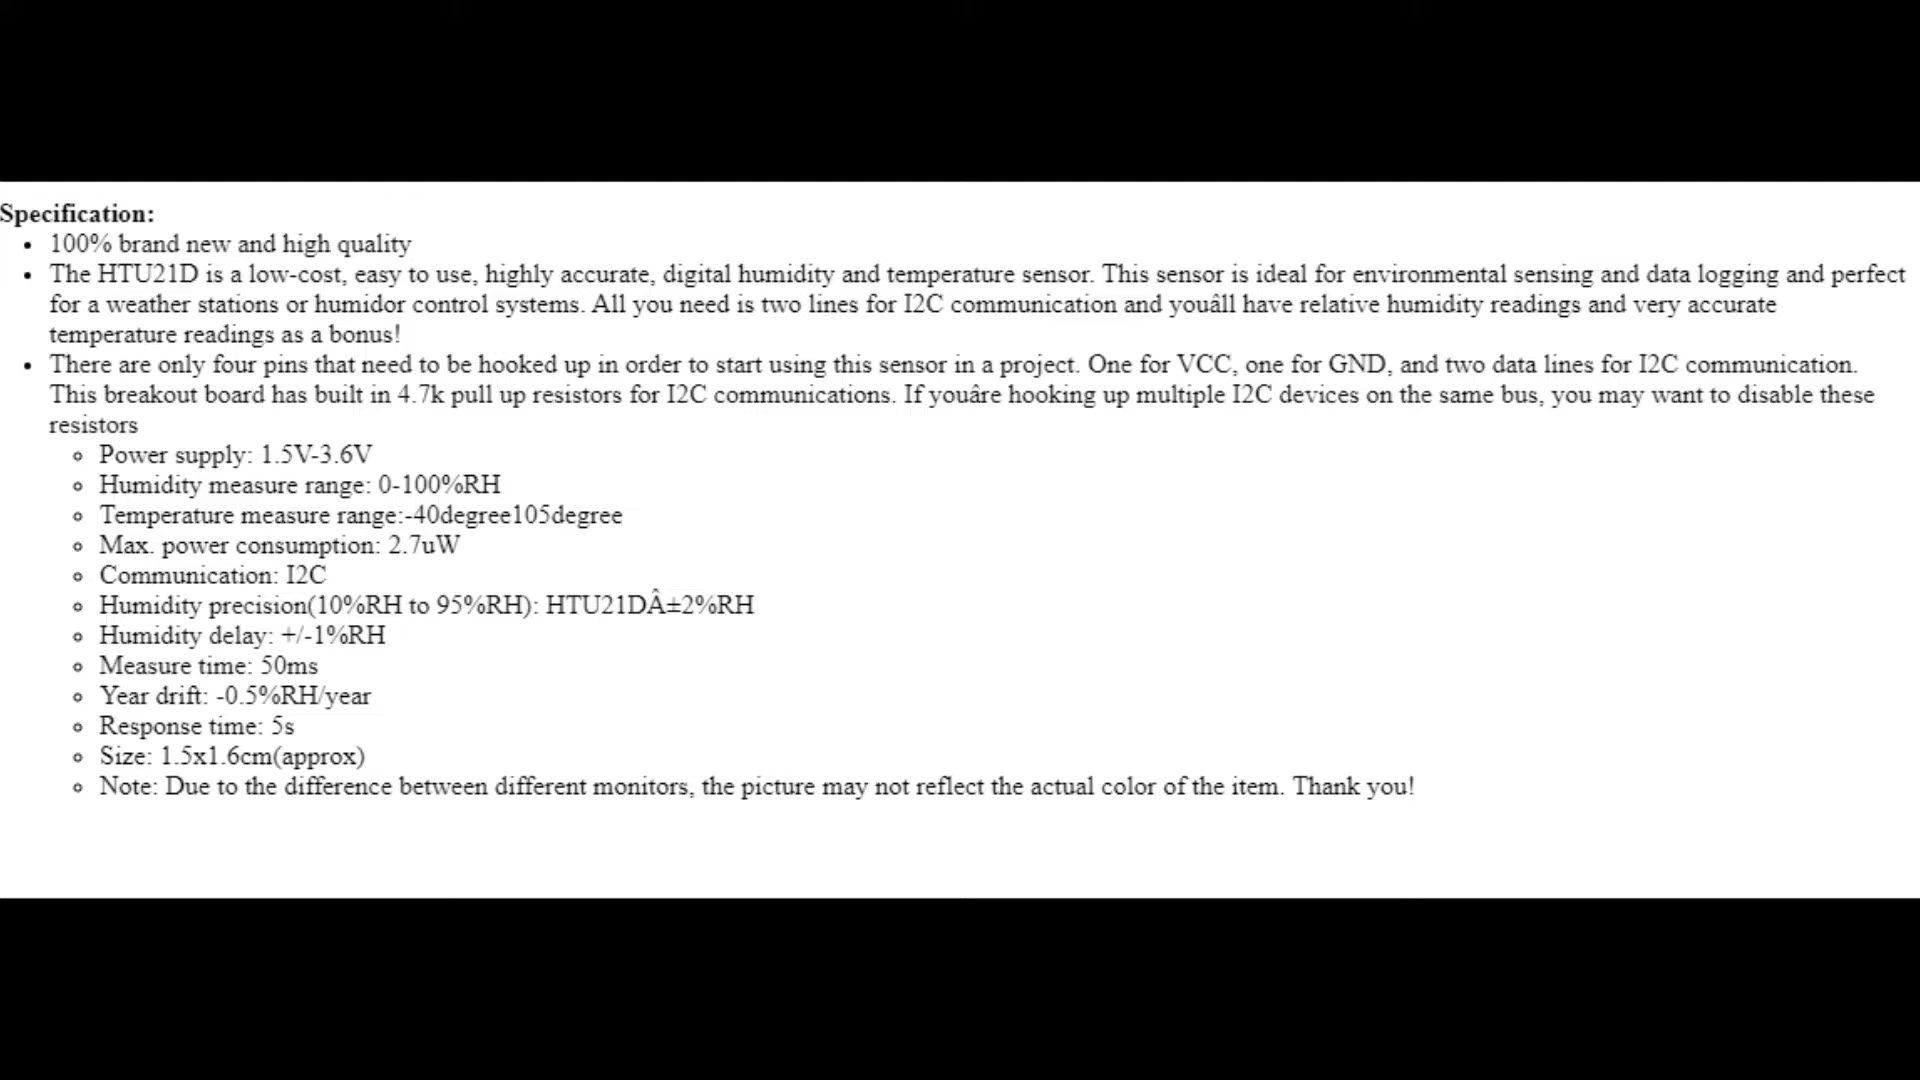 Specification:
100% brand new and high quality
The HTU21D is a low-cost, easy to use, highly accurate, digital humidity and temperature sensor. This sensor is ideal for environmental sensing and data logging and perfect
for a weather stations or humidor control systems. All you need is two lines for I2C communication and youâll have relative humidity readings and very accurate
temperature readings as a bonus!
There are only four pins that need to be hooked up in order to start using this sensor in a project. One for VCC, one for GND, and two data lines for I2C communication.
This breakout board has built in 4.7k pull up resistors for I2C communications. If youâre hooking up multiple I2C devices on the same bus, you may want to disable these
resistors
Power supply: 1.5V-3.6V
Humidity measure range: 0-100%RH
Temperature measure range:-40degree105degree
Max. power consumption: 2.7uW
Communication: I2C
Humidity precision(10%RH to 95%RH): HTU21DÂ±2%RH
Humidity delay: +/-1%RH
Measure time: 50ms
Year drift: -0.5%RH/year
Response time: 5s
Size: 1.5x1.6cm(approx)
Note: Due to the difference between different monitors, the picture may not reflect the actual color of the item. Thank you!